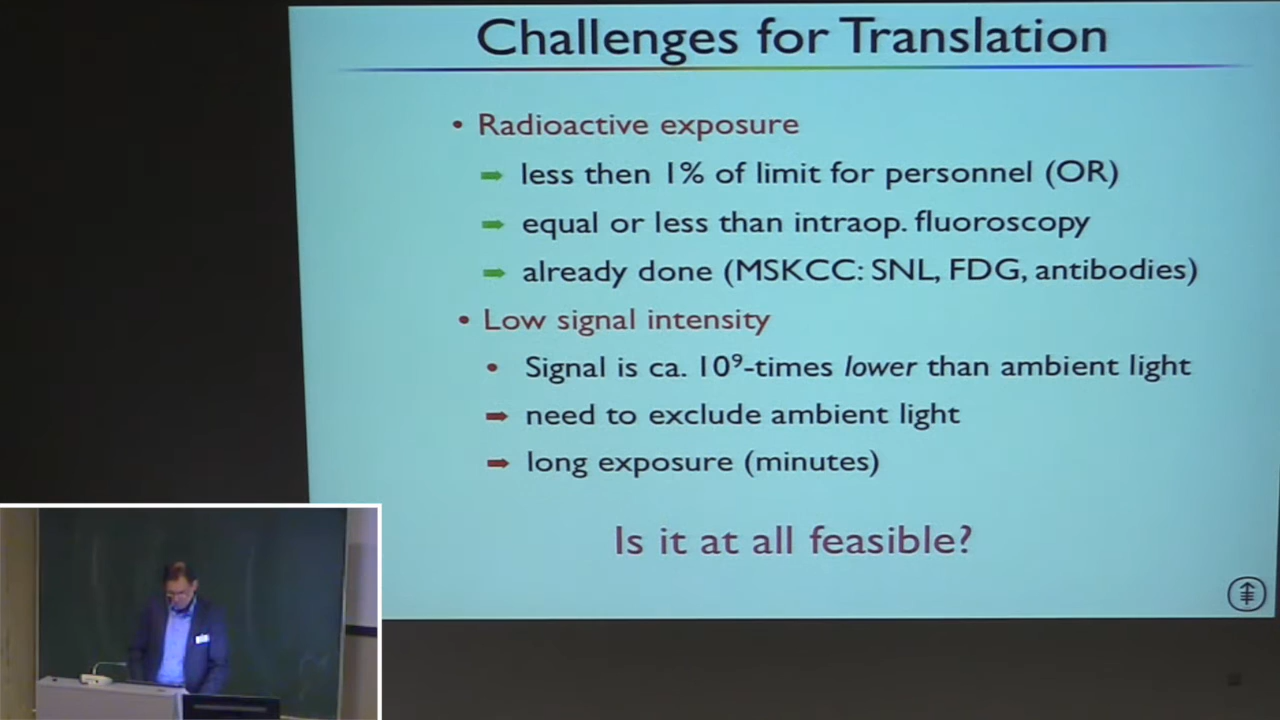 Challenges for Translation
• Radioactive exposure
➡ less then 1% of limit for personnel (OR)
➡ equal or less than intraop. fluoroscopy
➡ already done (MSKCC: SNL, FDG, antibodies)
• Low signal intensity
• Signal is ca. 10⁹-times lower than ambient light
➡ need to exclude ambient light
➡ long exposure (minutes)
Is it at all feasible?